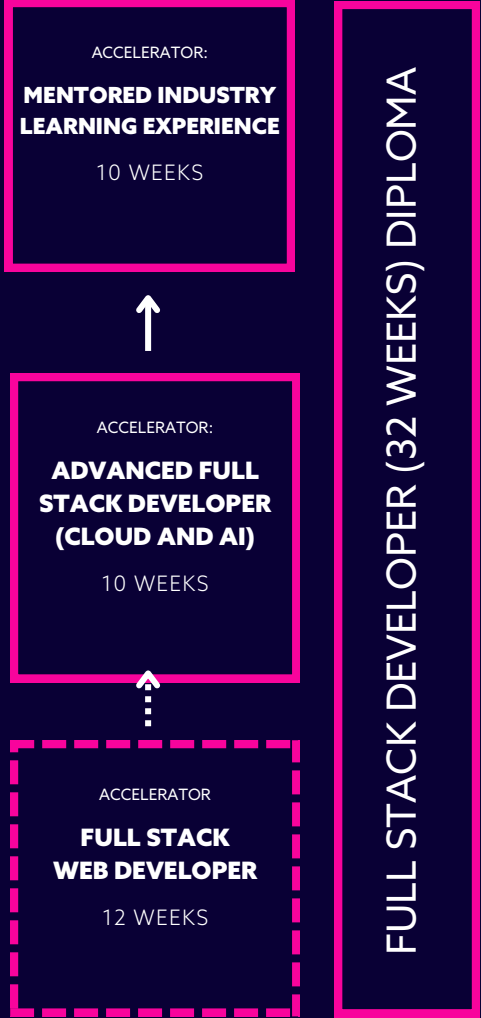 ACCELERATOR:
MENTORED INDUSTRY
LEARNING EXPERIENCE
10 WEEKS
ACCELERATOR:
ADVANCED FULL
STACK DEVELOPER
(CLOUD AND AI)
10 WEEKS
ACCELERATOR
FULL STACK
WEB DEVELOPER
12 WEEKS
FULL STACK DEVELOPER (32 WEEKS) DIPLOMA